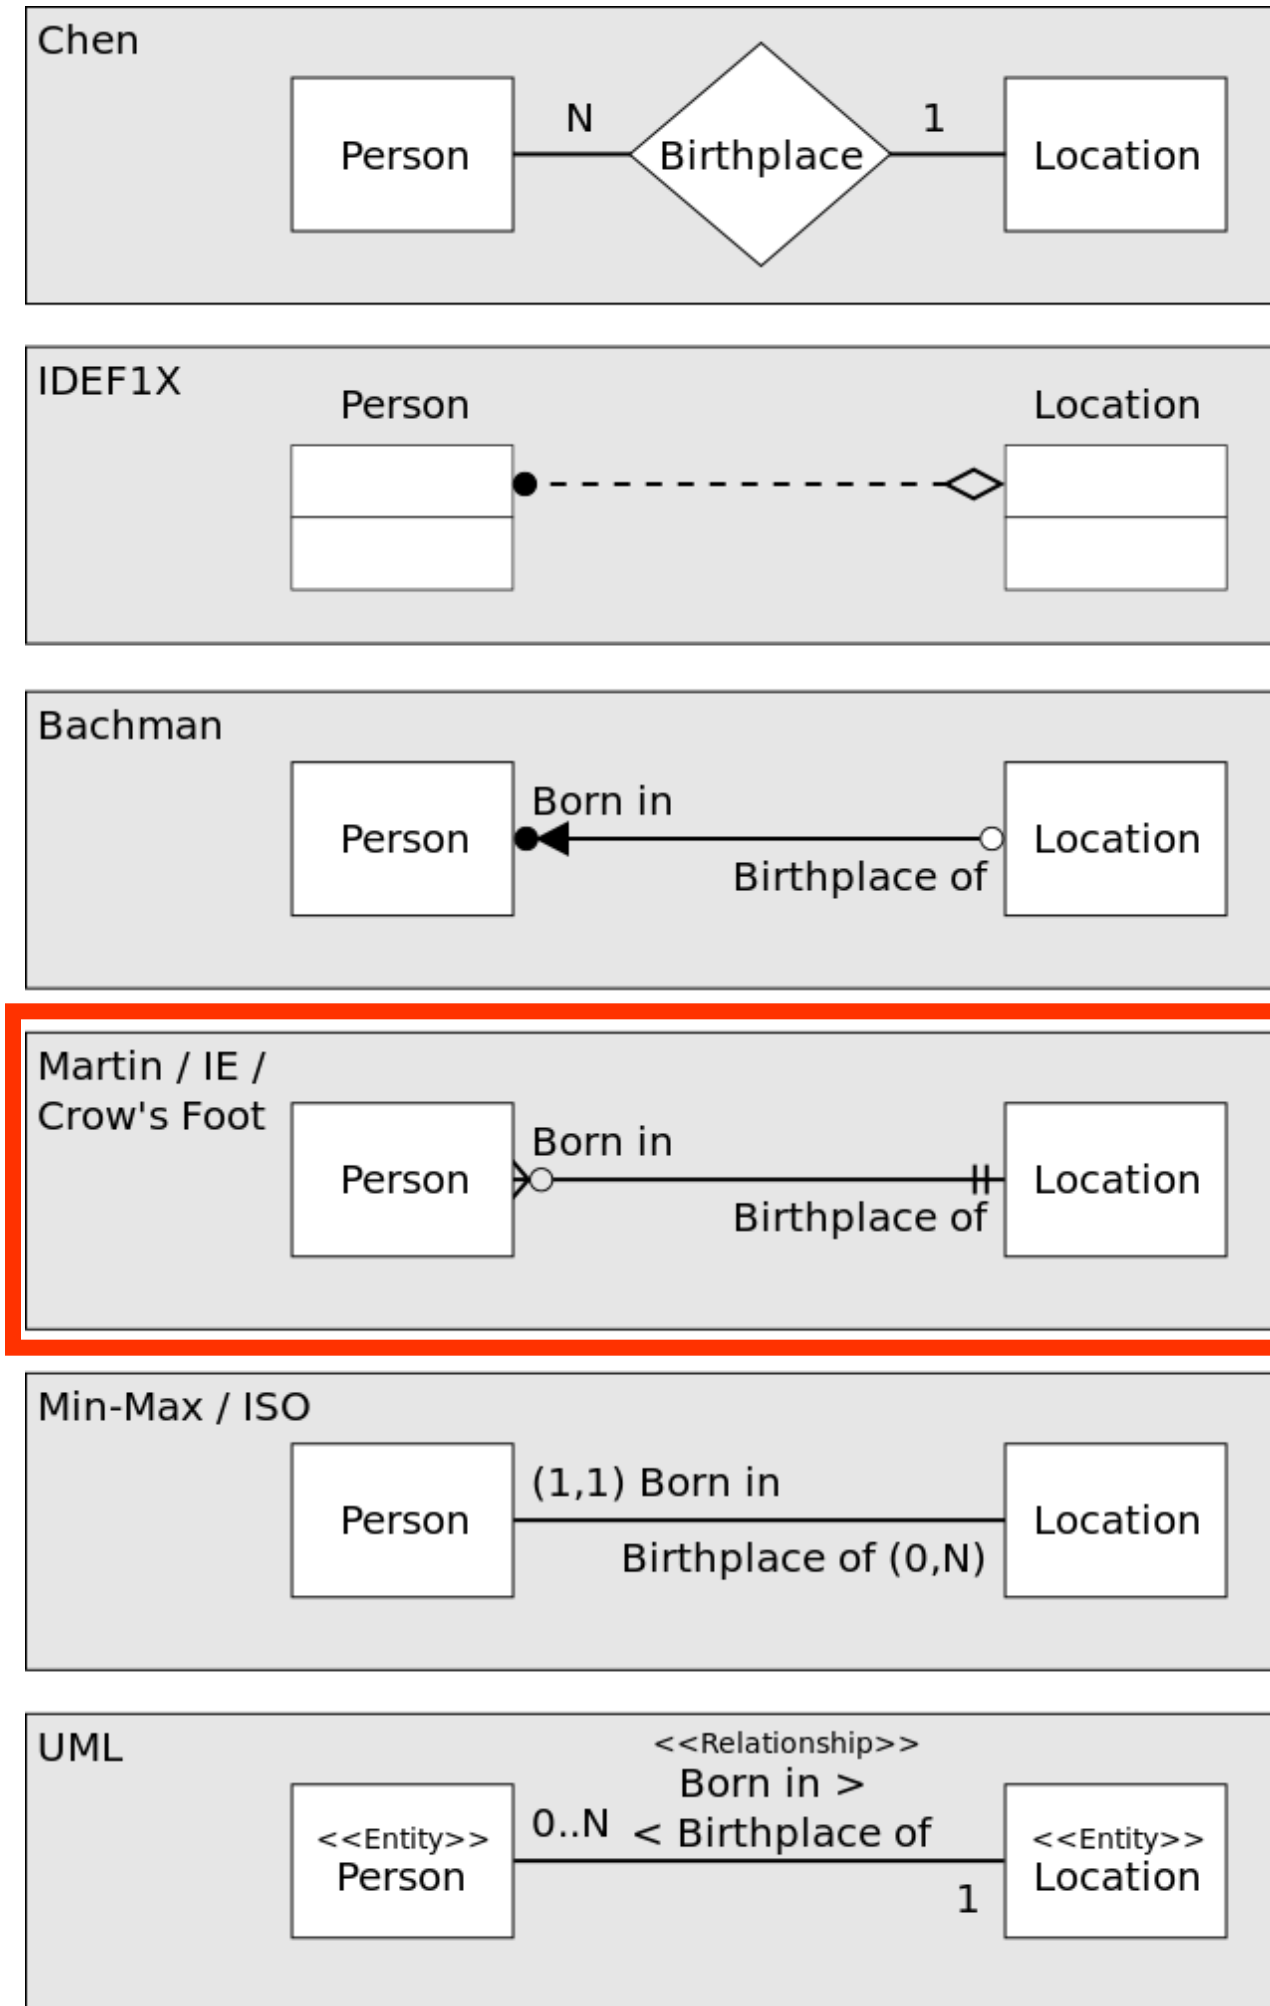 Chen
Person
N
Birthplace
1
Location
IDEF1X
Person
Location
Bachman
Person
Born in
Birthplace of
Location
Martin / IE /
Crow's Foot
Person
Born in
Birthplace of
Location
Min-Max / ISO
Person
(1,1) Born in
Birthplace of (0,N)
Location
UML
<<Entity>>
Person
<<Relationship>>
Born in >
0..N
< Birthplace of
1
<<Entity>>
Location